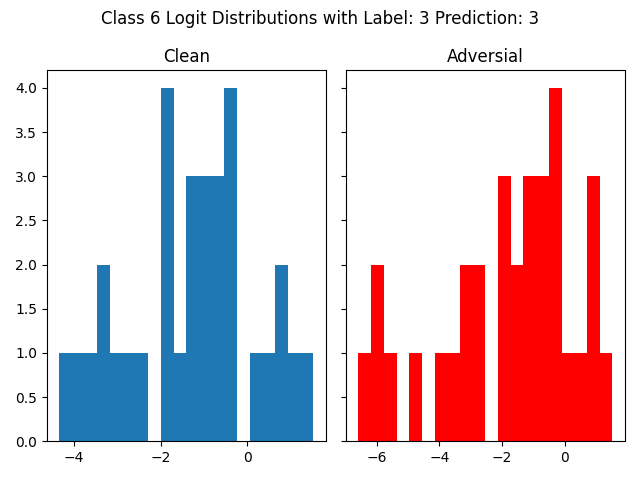 Class 6 Logit Distributions with Label: 3 Prediction: 3
Clean
Adversial
4.0
3.5
3.0
2.5
2.0
1.5
1.0
0.5
0.0
−4 −2 0
−6 −4 −2 0